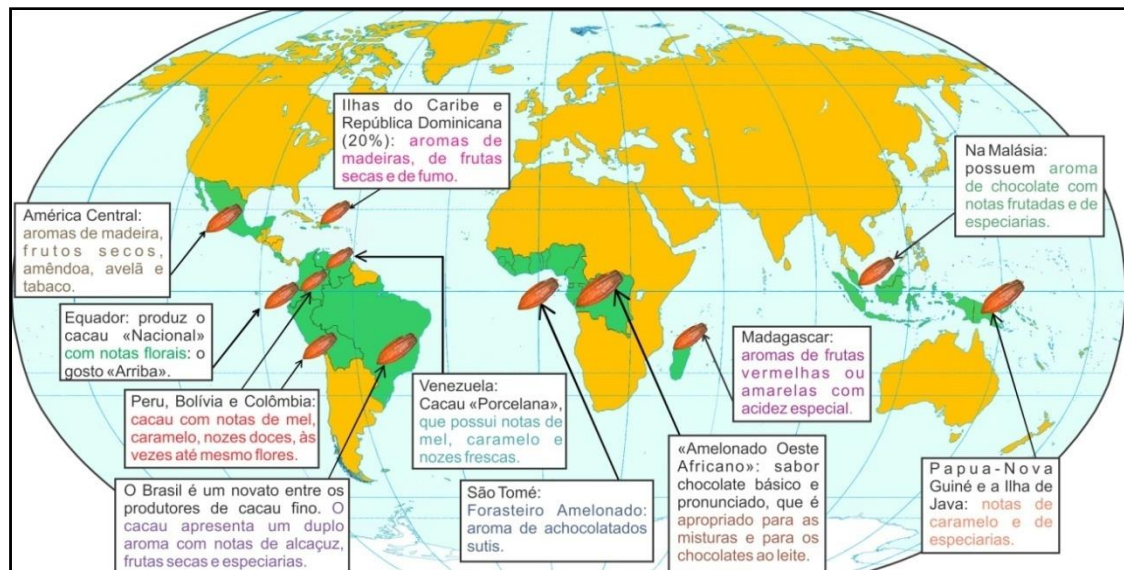 Ilhas do Caribe e
República Dominicana
(20%): aromas de
madeiras, de frutas
secas e de fumo.
Na Malásia:
possuem aroma
de chocolate com
notas frutadas e de
especiarias.
América Central:
aromas de madeira,
frutos secos,
amêndoa, avelã e
tabaco.
Equador: produz o
cacau «Nacional»
com notas florais: o
gosto «Arriba».
Peru, Bolívia e Colômbia:
cacau com notas de mel,
caramelo, nozes doces, às
vezes até mesmo flores.
O Brasil é um novato entre os
produtores de cacau fino. O
cacau apresenta um duplo
aroma com notas de alcaçuz,
frutas secas e especiarias.
Venezuela:
Cacau «Porcelana»,
que possui notas de
mel, caramelo e
nozes frescas.
São Tomé:
Forasteiro Amelonado:
aroma de achocolatados
sutis.
«Amelonado Oeste
Africano»: sabor
chocolate básico e
pronunciado, que é
apropriado para as
misturas e para os
chocolates ao leite.
Madagascar:
aromas de frutas
vermelhas ou
amarelas com
acidez especial.
Papua-Nova
Guiné e a Ilha de
Java: notas de
caramelo e de
especiarias.